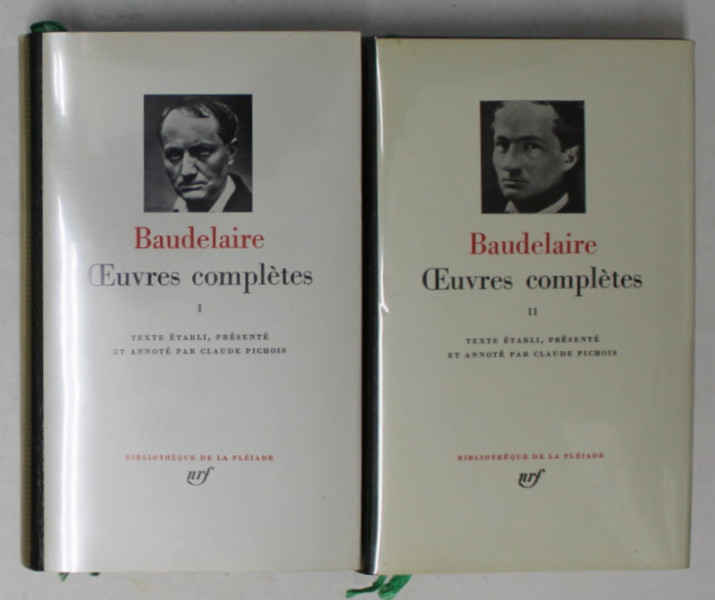 Baudelaire
Œuvres complètes
I
TEXTE ÉTABLI, PRÉSENTÉ
ET ANNOTÉ PAR CLAUDE PICHOIS
BIBLIOTHÈQUE DE LA PLÉIADE
nrf
Baudelaire
Œuvres complètes
II
TEXTE ÉTABLI, PRÉSENTÉ
ET ANNOTÉ PAR CLAUDE PICHOIS
BIBLIOTHÈQUE DE LA PLÉIADE
nrf